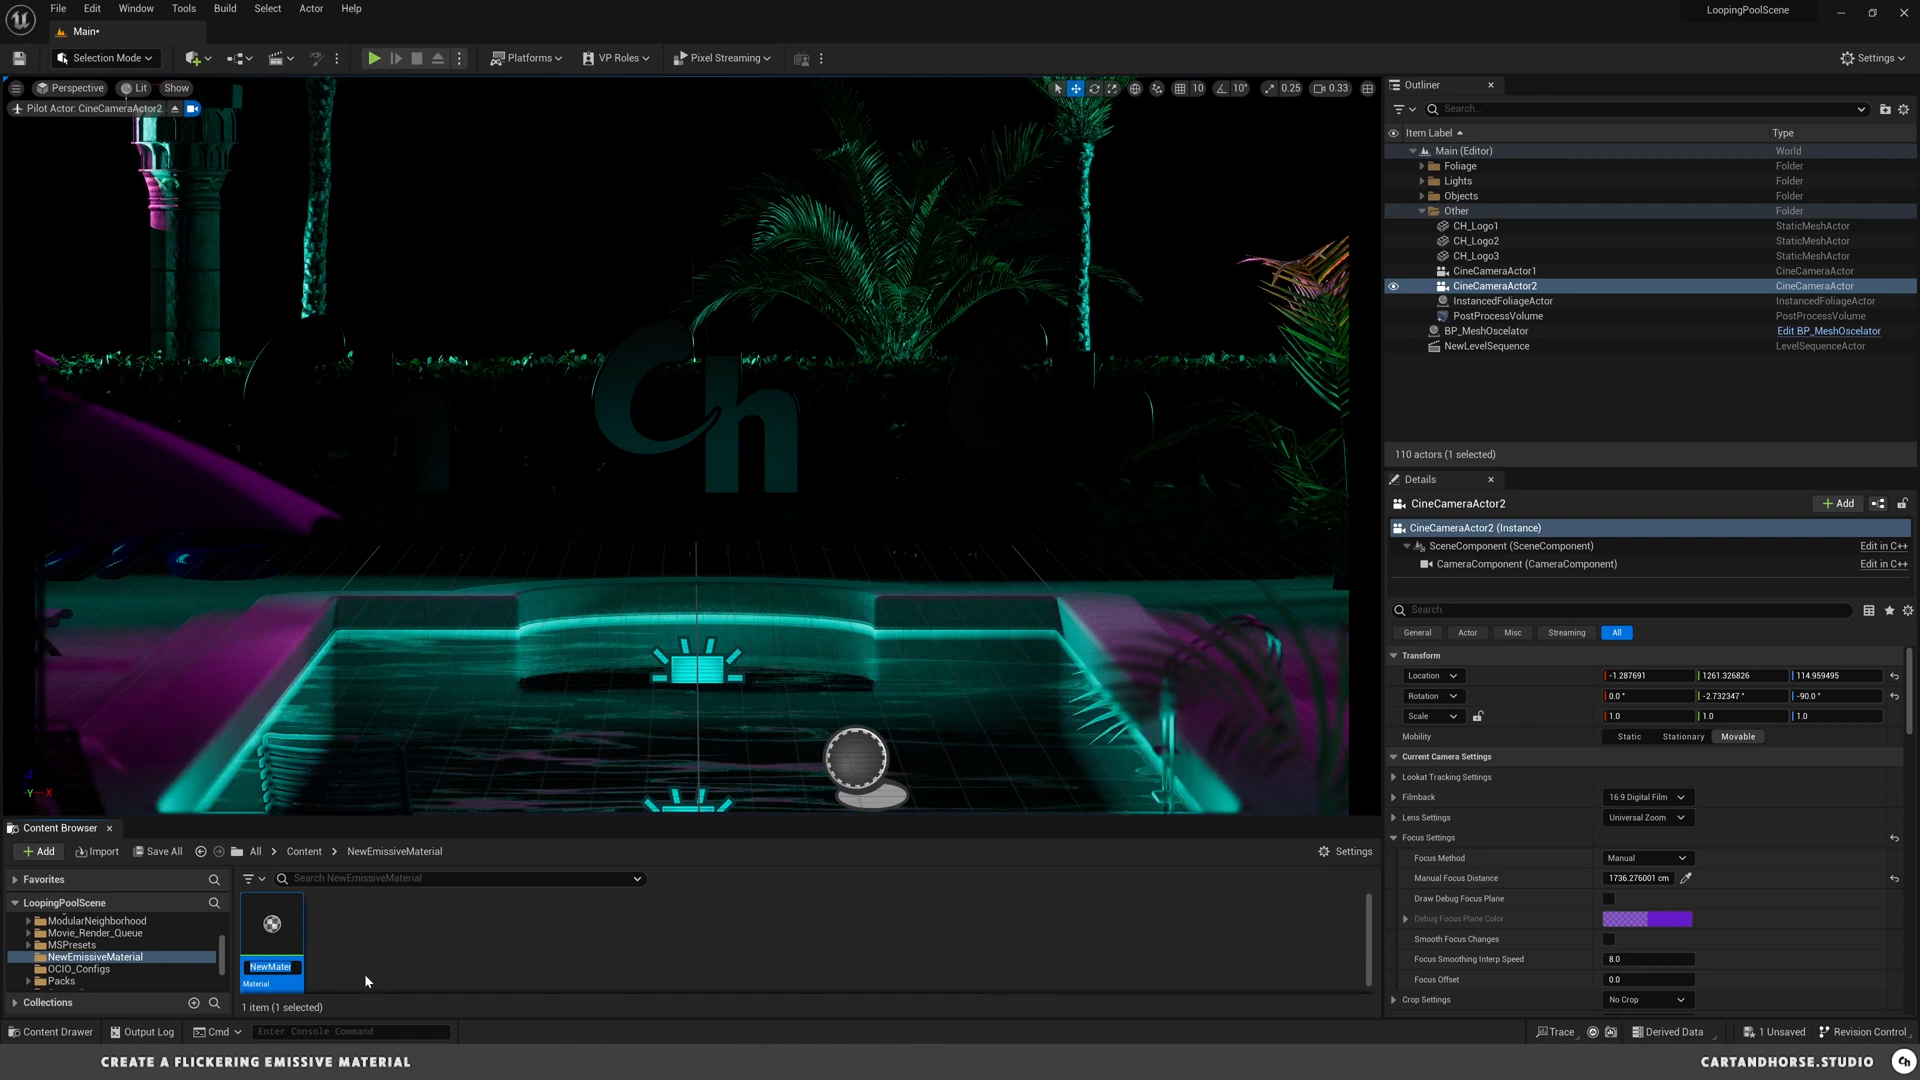 File Edit Window Tools Build Select Actor Help
LoopingPoolScene
Main*
Selection Mode
Platforms
VP Roles
Pixel Streaming
Settings
Perspective
Lit
Show
10
10°
0.25
0.33
Pilot Actor: CineCameraActor2
Ch
Outliner
Search...
Item Label
Type
Main (Editor)
World
Foliage
Folder
Lights
Folder
Objects
Folder
Other
Folder
CH_Logo1
StaticMeshActor
CH_Logo2
StaticMeshActor
CH_Logo3
StaticMeshActor
CineCameraActor1
CineCameraActor
CineCameraActor2
CineCameraActor
InstancedFoliageActor
InstancedFoliageActor
PostProcessVolume
PostProcessVolume
BP_MeshOscelator
Edit BP_MeshOscelator
NewLevelSequence
LevelSequenceActor
110 actors (1 selected)
Details
CineCameraActor2
Add
CineCameraActor2 (Instance)
SceneComponent (SceneComponent)
Edit in C++
CameraComponent (CameraComponent)
Edit in C++
Search
General
Actor
Misc
Streaming
All
Transform
Location
-1.287691
1261.326826
114.959495
Rotation
0.0 °
-2.732347 °
-90.0 °
Scale
1.0
1.0
1.0
Mobility
Static
Stationary
Movable
Current Camera Settings
Lookat Tracking Settings
Filmback
16:9 Digital Film
Lens Settings
Universal Zoom
Focus Settings
Focus Method
Manual
Manual Focus Distance
1736.276001 cm
Draw Debug Focus Plane
Debug Focus Plane Color
Smooth Focus Changes
Focus Smoothing Interp Speed
8.0
Focus Offset
0.0
Crop Settings
No Crop
Y
X
Content Browser
Add
Import
Save All
All
Content
NewEmissiveMaterial
Settings
Favorites
Search NewEmissiveMaterial
LoopingPoolScene
ModularNeighborhood
Movie_Render_Queue
MSPresets
NewEmissiveMaterial
OCIO_Configs
Packs
Collections
NewMater
Material
1 item (1 selected)
Content Drawer
Output Log
Cmd
Enter Console Command
Trace
Derived Data
1 Unsaved
Revision Control
CREATE A FLICKERING EMISSIVE MATERIAL
CARTANDHORSE.STUDIO
Ch